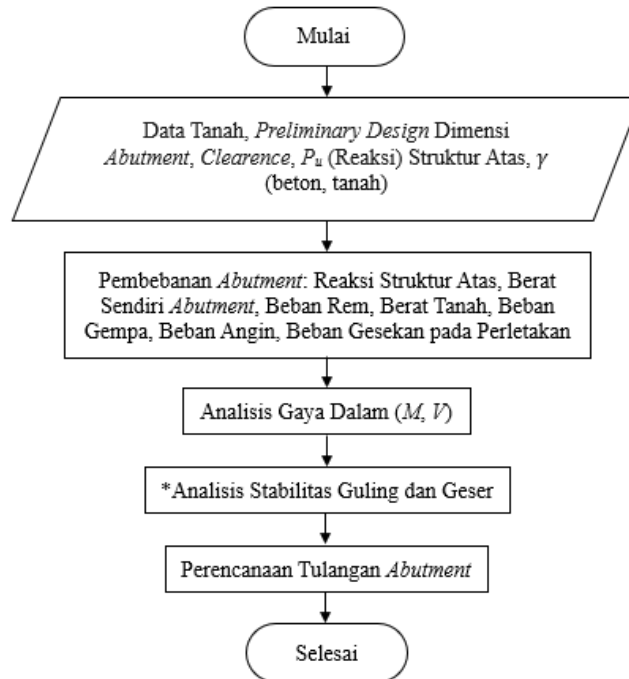 Mulai
Data Tanah, Preliminary Design Dimensi
Abutment, Clearence, Pu (Reaksi) Struktur Atas, γ
(beton, tanah)
Pembebanan Abutment: Reaksi Struktur Atas, Berat
Sendiri Abutment, Beban Rem, Berat Tanah, Beban
Gempa, Beban Angin, Beban Gesekan pada Perletakan
Analisis Gaya Dalam (M, V)
*Analisis Stabilitas Guling dan Geser
Perencanaan Tulangan Abutment
Selesai